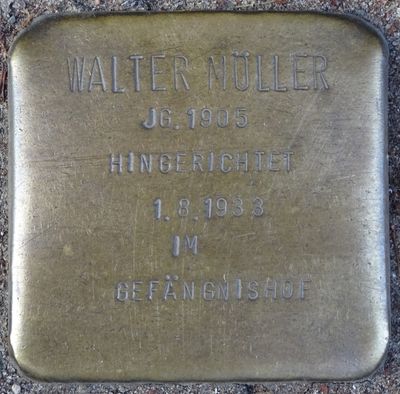 WALTER MÖLLER
JG. 1905
HINGERICHTET
1.8.1933
IM
GEFÄNGNISHOF